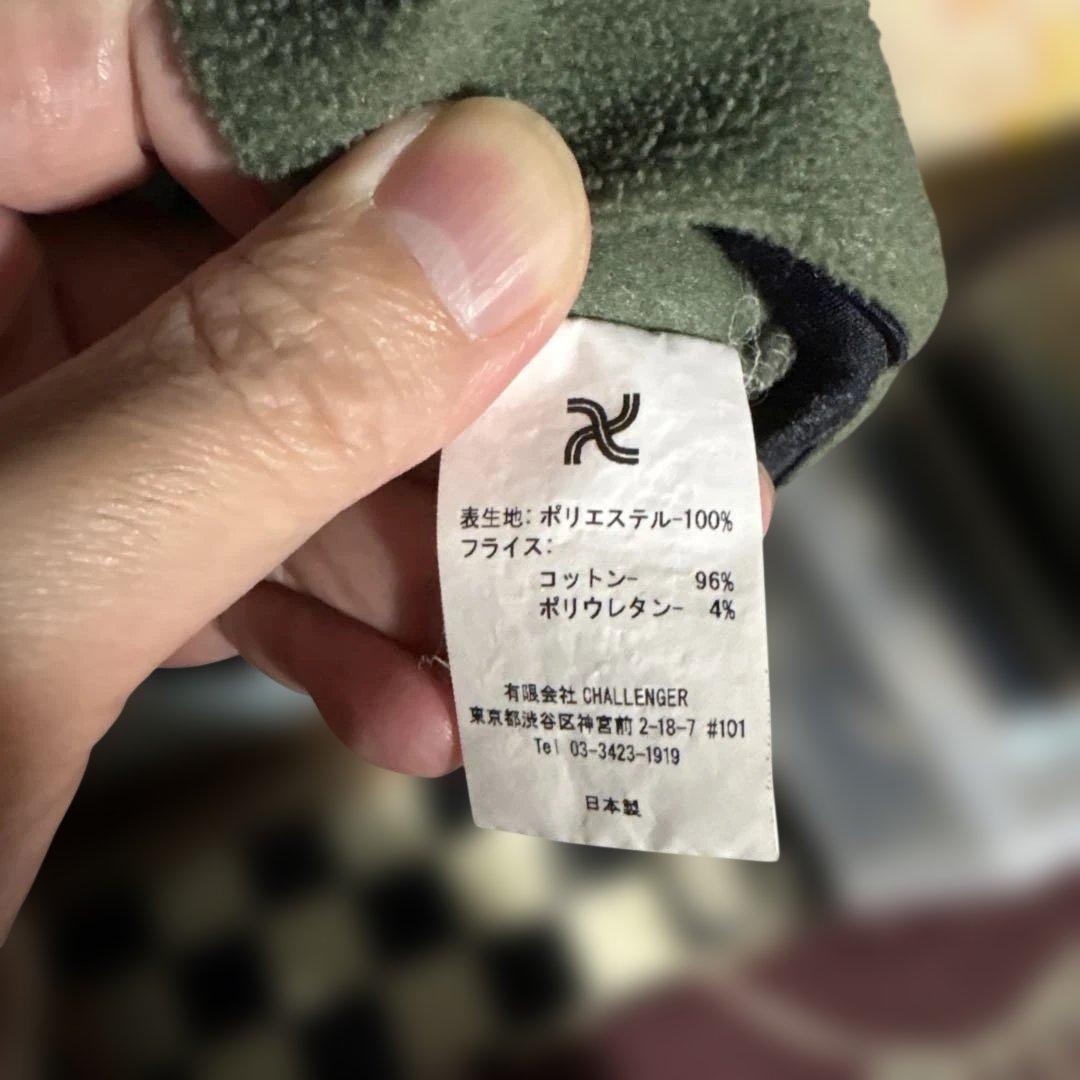 表生地: ポリエステル-100%
フライス:
コットン- 96%
ポリウレタン- 4%
有限会社 CHALLENGER
東京都渋谷区神宮前 2-18-7 #101
Tel 03-3423-1919
日本製